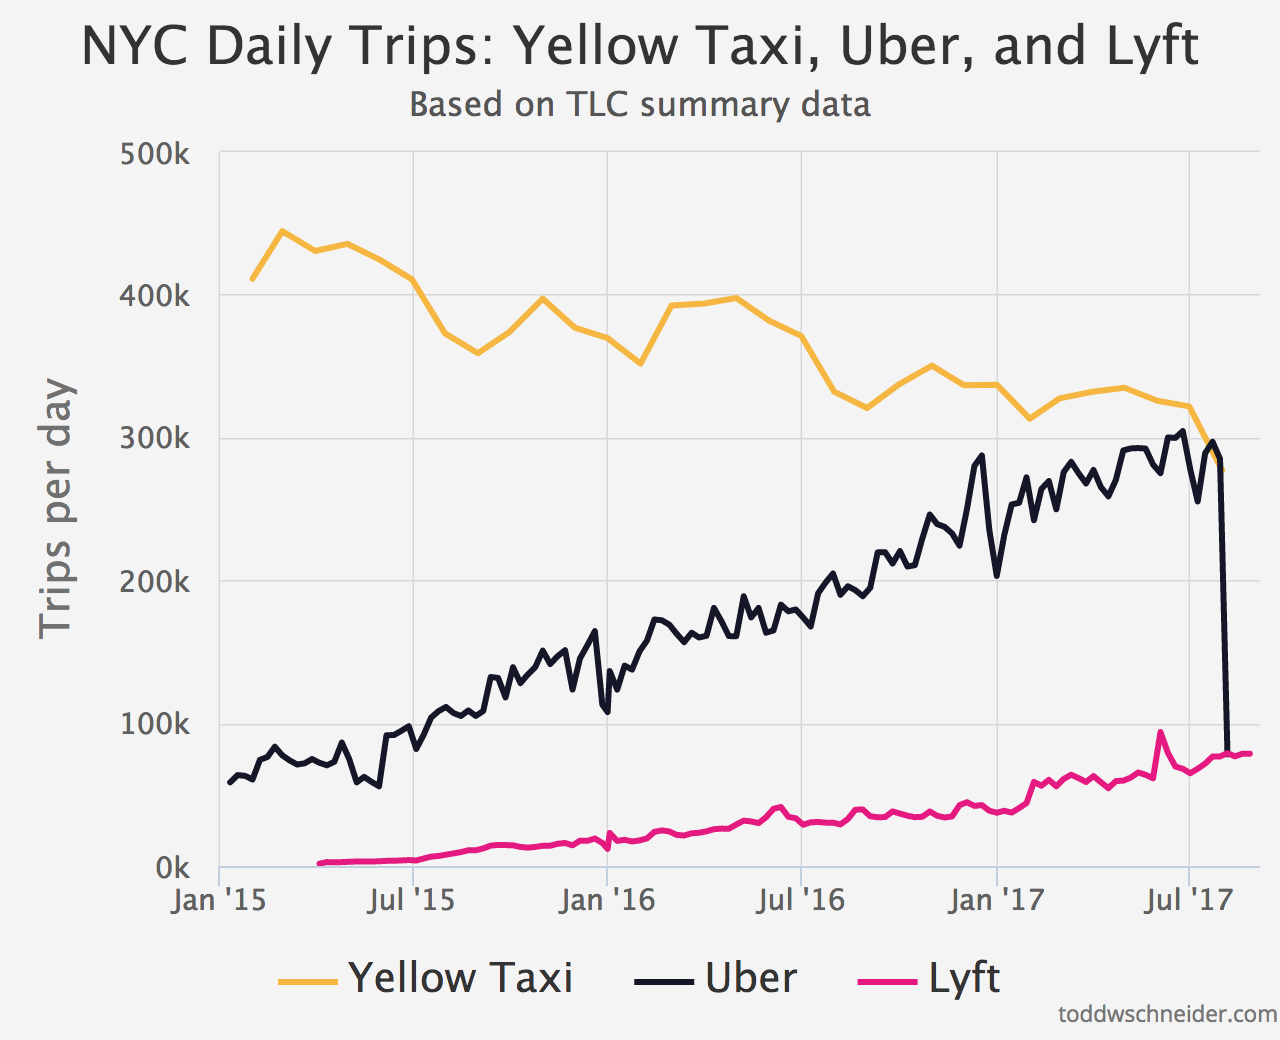 NYC Daily Trips: Yellow Taxi, Uber, and Lyft
Based on TLC summary data
500k
400k
300k
200k
100k
0k
Trips per day
Jan '15
Jul '15
Jan '16
Jul '16
Jan '17
Jul '17
Yellow Taxi
Uber
Lyft
toddwschneider.com